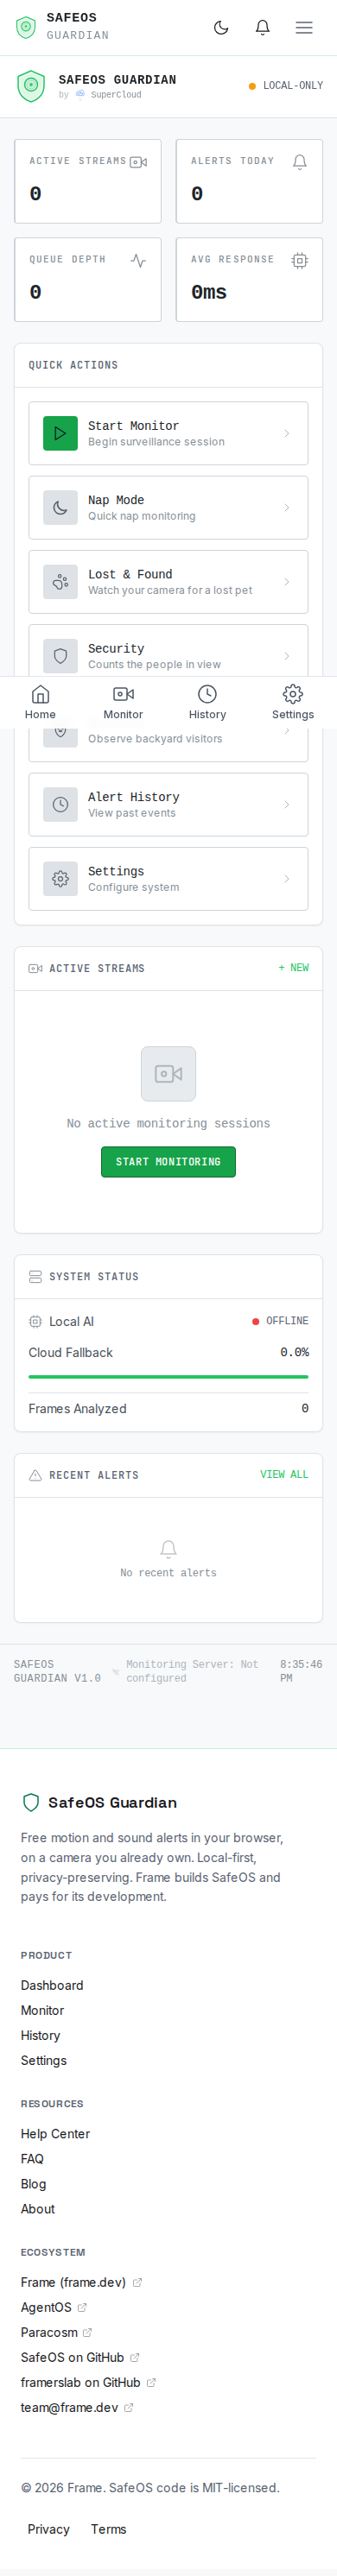 SAFEOS
GUARDIAN
SAFEOS GUARDIAN
by SuperCloud
LOCAL-ONLY
ACTIVE STREAMS
0
ALERTS TODAY
0
QUEUE DEPTH
0
AVG RESPONSE
0ms
QUICK ACTIONS
Start Monitor
Begin surveillance session
Nap Mode
Quick nap monitoring
Lost & Found
Watch your camera for a lost pet
Security
Counts the people in view
Home
Monitor
History
Settings
Observe backyard visitors
Alert History
View past events
Settings
Configure system
ACTIVE STREAMS
+ NEW
No active monitoring sessions
START MONITORING
SYSTEM STATUS
Local AI
OFFLINE
Cloud Fallback
0.0%
Frames Analyzed
0
RECENT ALERTS
VIEW ALL
No recent alerts
SAFEOS
GUARDIAN V1.0
Monitoring Server: Not
configured
8:35:46
PM
SafeOS Guardian
Free motion and sound alerts in your browser,
on a camera you already own. Local-first,
privacy-preserving. Frame builds SafeOS and
pays for its development.
PRODUCT
Dashboard
Monitor
History
Settings
RESOURCES
Help Center
FAQ
Blog
About
ECOSYSTEM
Frame (frame.dev)
AgentOS
Paracosm
SafeOS on GitHub
framerslab on GitHub
team@frame.dev
© 2026 Frame. SafeOS code is MIT-licensed.
Privacy
Terms